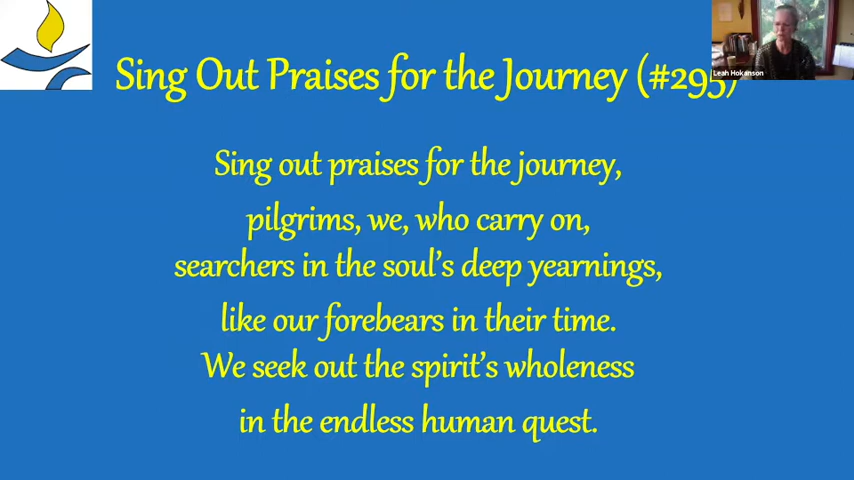 Sing Out Praises for the Journey (#295)
Leah Hokanson
Sing out praises for the journey,
pilgrims, we, who carry on,
searchers in the soul's deep yearnings,
like our forebears in their time.
We seek out the spirit's wholeness
in the endless human quest.